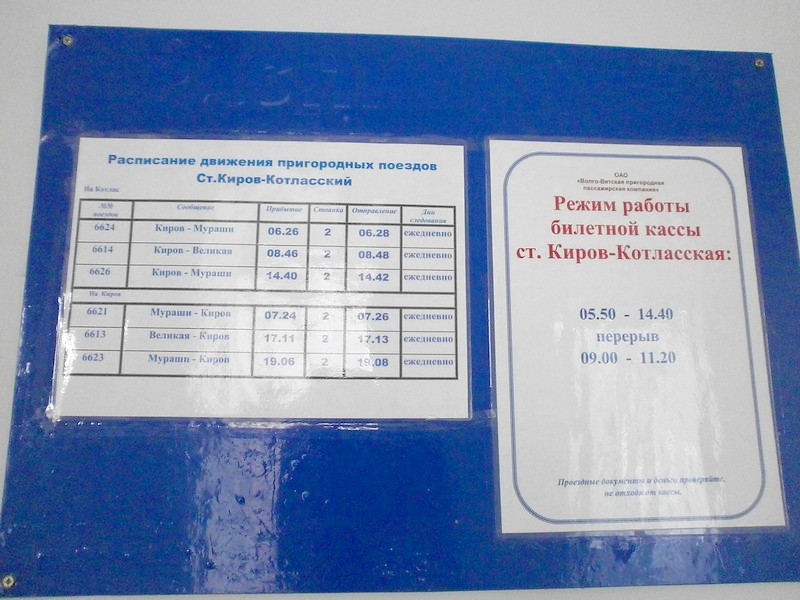 Расписание движения пригородных поездов
Ст.Киров-Котласский
На Котлас
№№ поездов Сообщение Прибытие Стоянка Отправление Дни следования
6624 Киров - Мураши 06.26 2 06.28 ежедневно
6614 Киров - Великая 08.46 2 08.48 ежедневно
6626 Киров - Мураши 14.40 2 14.42 ежедневно
На Киров
6621 Мураши - Киров 07.24 2 07.26 ежедневно
6613 Великая - Киров 17.11 2 17.13 ежедневно
6623 Мураши - Киров 19.06 2 19.08 ежедневно
ОАО
«Волго-Вятская пригородная
пассажирская компания»
Режим работы
билетной кассы
ст. Киров-Котласская:
05.50 - 14.40
перерыв
09.00 - 11.20
Проездные документы и деньги проверяйте,
не отходя от кассы.